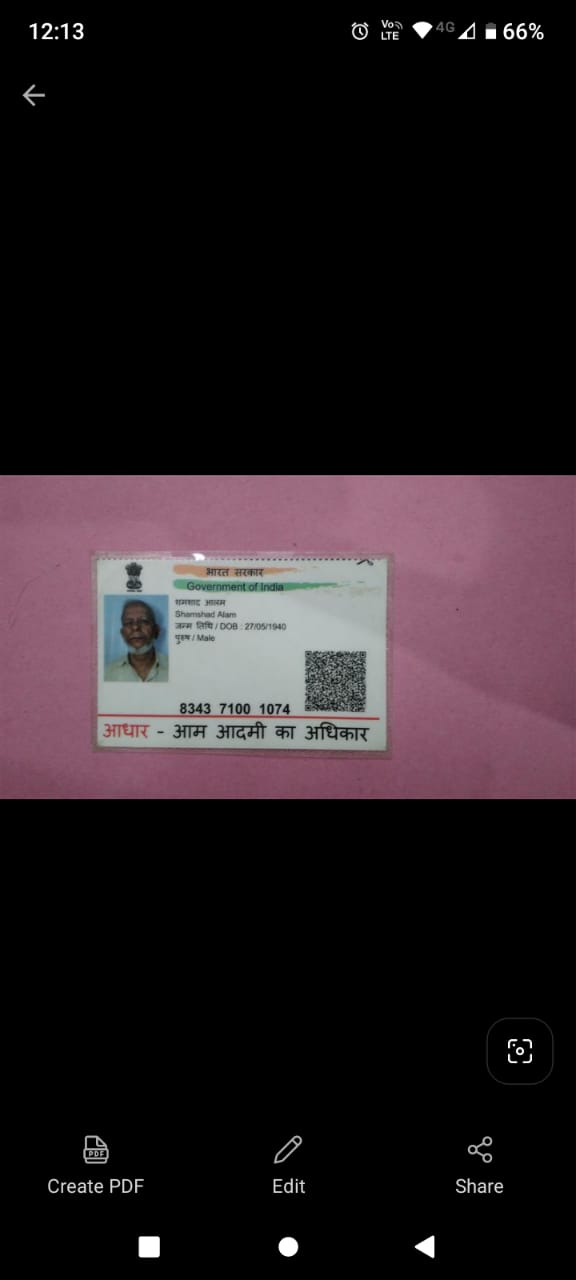 12:13
Vo
LTE
4G
66%
भारत सरकार
Government of India
शमशाद आलम
Shamshad Alam
जन्म तिथि / DOB : 27/05/1940
पुरुष / Male
8343 7100 1074
आधार - आम आदमी का अधिकार
PDF
Create PDF
Edit
Share